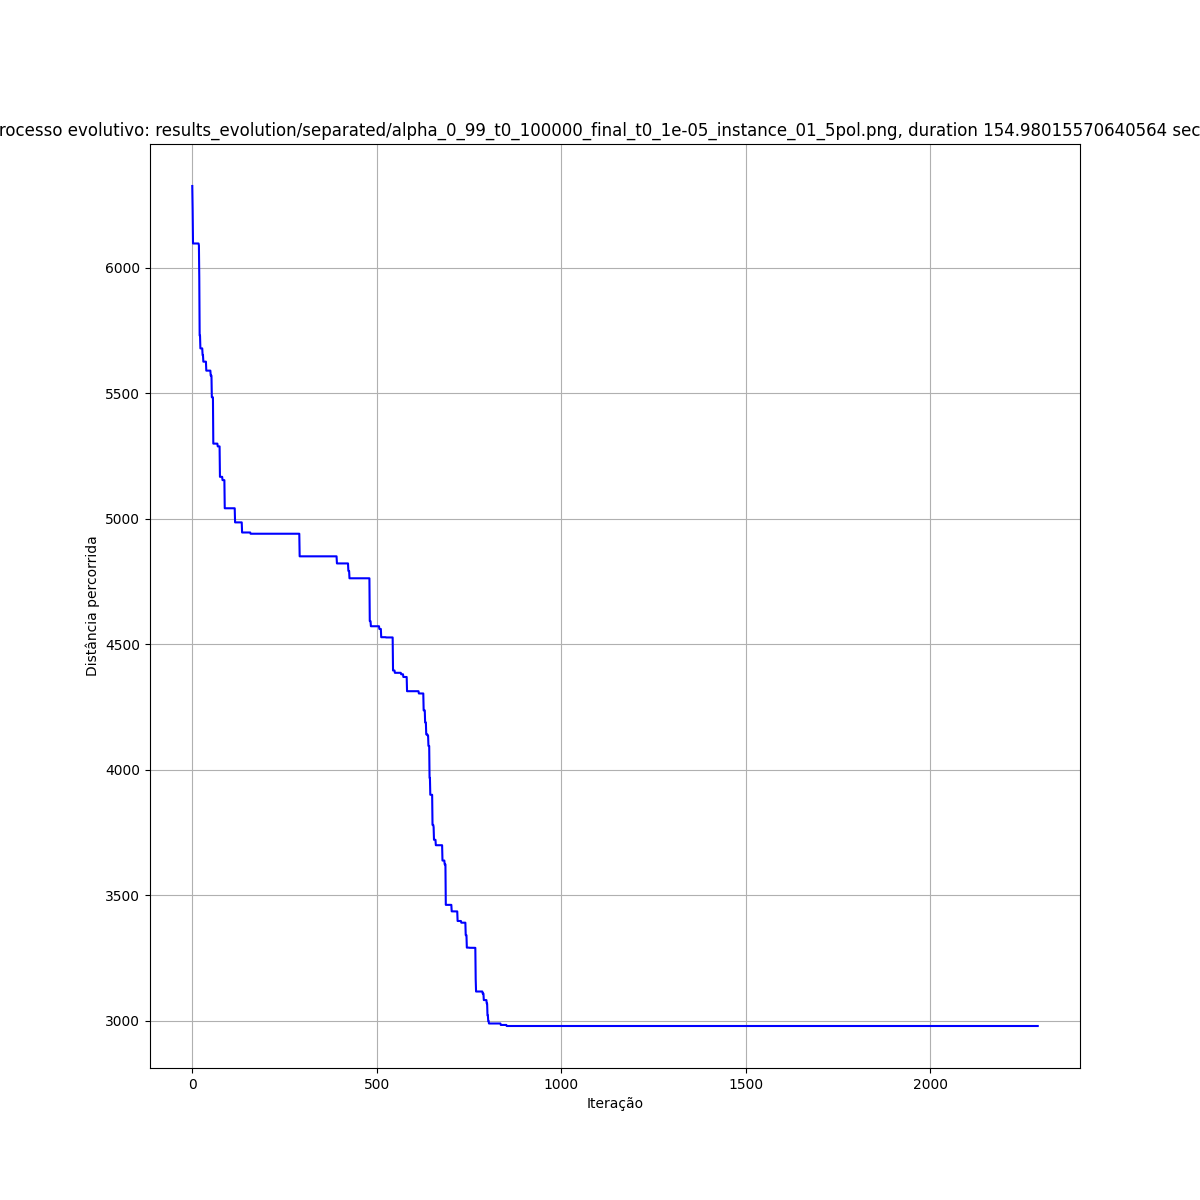 rocesso evolutivo: results_evolution/separated/alpha_0_99_t0_100000_final_t0_1e-05_instance_01_5pol.png, duration 154.98015570640564 sec
6000
5500
5000
4500
4000
3500
3000
Distância percorrida
0 500 1000 1500 2000
Iteração